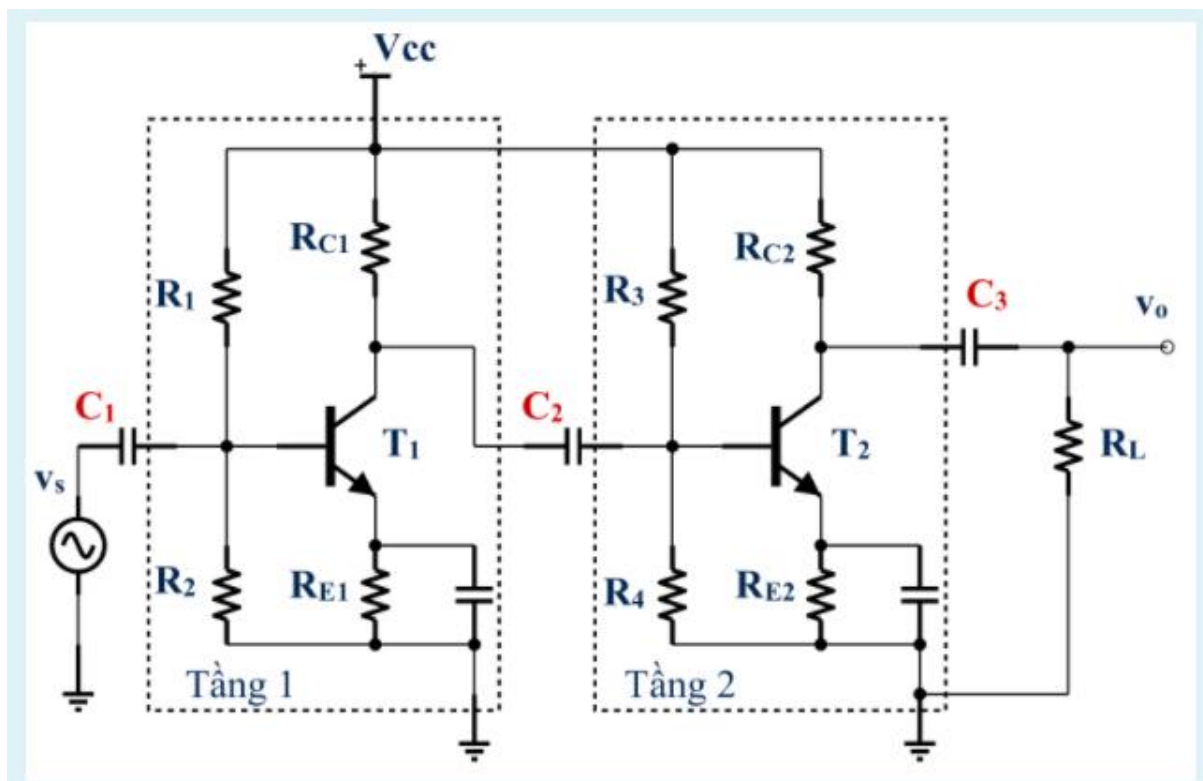 + Vcc
R1
RC1
R3
RC2
C3
vo
C1
T1
C2
T2
RL
vs
R2
RE1
R4
RE2
Tầng 1
Tầng 2